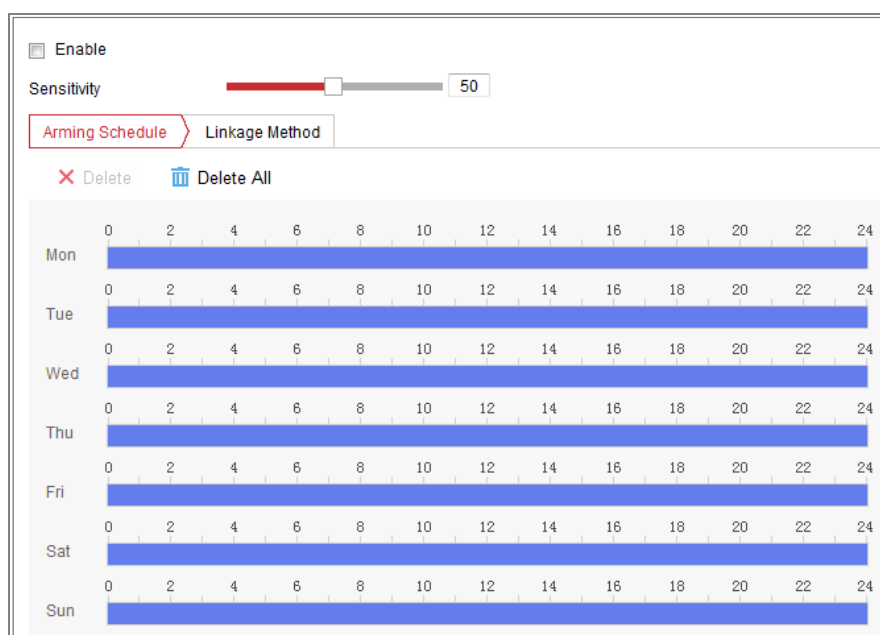 Enable
Sensitivity 50
Arming Schedule Linkage Method
Delete Delete All
0 2 4 6 8 10 12 14 16 18 20 22 24
Mon
0 2 4 6 8 10 12 14 16 18 20 22 24
Tue
0 2 4 6 8 10 12 14 16 18 20 22 24
Wed
0 2 4 6 8 10 12 14 16 18 20 22 24
Thu
0 2 4 6 8 10 12 14 16 18 20 22 24
Fri
0 2 4 6 8 10 12 14 16 18 20 22 24
Sat
0 2 4 6 8 10 12 14 16 18 20 22 24
Sun